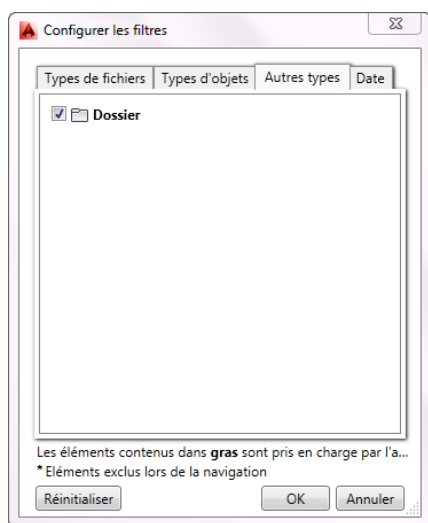 Configurer les filtres
Types de fichiers Types d'objets Autres types Date
Dossier
Les éléments contenus dans gras sont pris en charge par l'a...
* Eléments exclus lors de la navigation
Réinitialiser OK Annuler